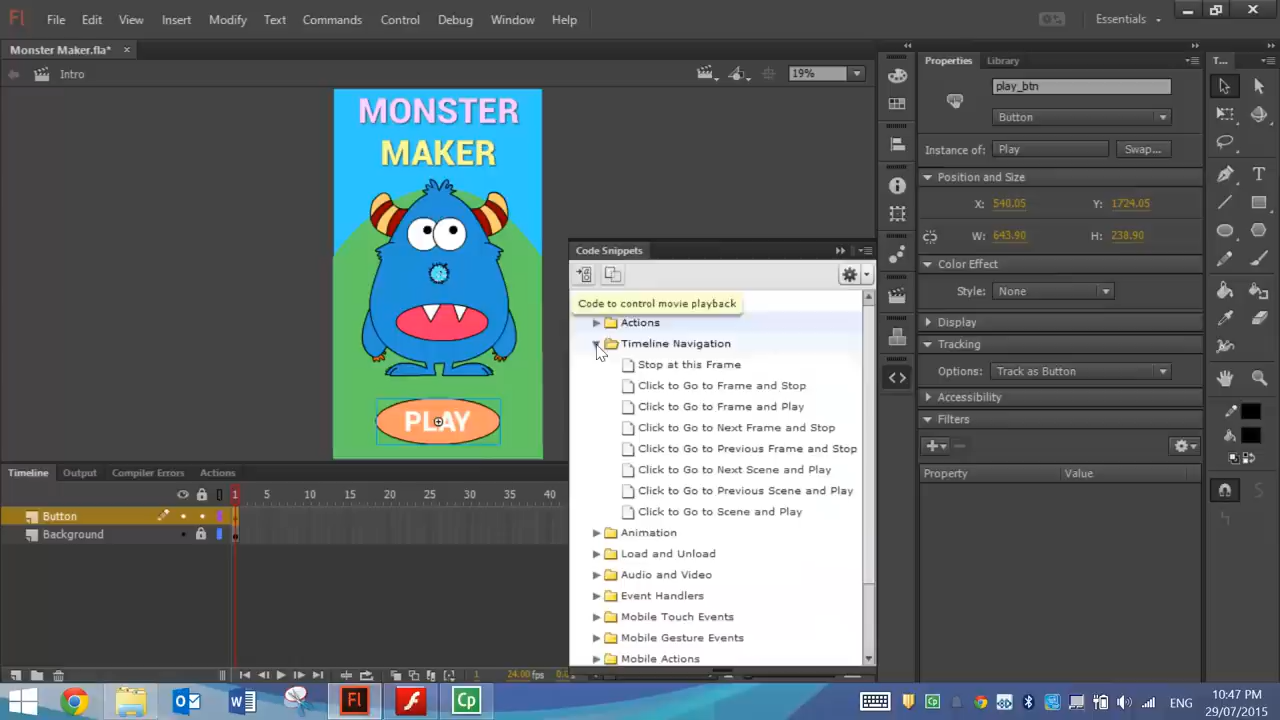 Fl File Edit View Insert Modify Text Commands Control Debug Window Help Essentials
Monster Maker.fla* ×
Intro 19%
MONSTER
MAKER
PLAY
Code Snippets
Code to control movie playback
Actions
Timeline Navigation
Stop at this Frame
Click to Go to Frame and Stop
Click to Go to Frame and Play
Click to Go to Next Frame and Stop
Click to Go to Previous Frame and Stop
Click to Go to Next Scene and Play
Click to Go to Previous Scene and Play
Click to Go to Scene and Play
Animation
Load and Unload
Audio and Video
Event Handlers
Mobile Touch Events
Mobile Gesture Events
Mobile Actions
Properties Library
play_btn
Button
Instance of: Play Swap...
Position and Size
X: 540.05 Y: 1724.05
W: 643.90 H: 238.90
Color Effect
Style: None
Display
Tracking
Options: Track as Button
Accessibility
Filters
Property Value
T...
Timeline Output Compiler Errors Actions
1 5 10 15 20 25 30 35 40
Button
Background
1 24.00 fps
Fl Cp
ENG
10:47 PM
29/07/2015